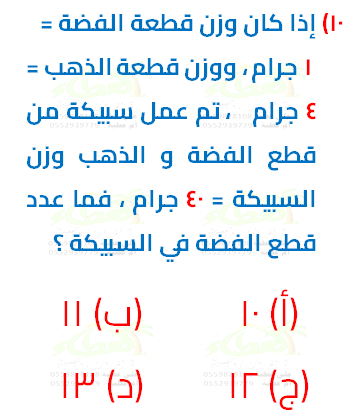 ١٠) إذا كان وزن قطعة الفضة =
١ جرام ، ووزن قطعة الذهب =
٤ جرام ، تم عمل سبيكة من
قطع الفضة و الذهب وزن
السبيكة = ٤٠ جرام ، فما عدد
قطع الفضة في السبيكة ؟
(أ) ١٠ (ب) ١١
(ج) ١٢ (د) ١٣